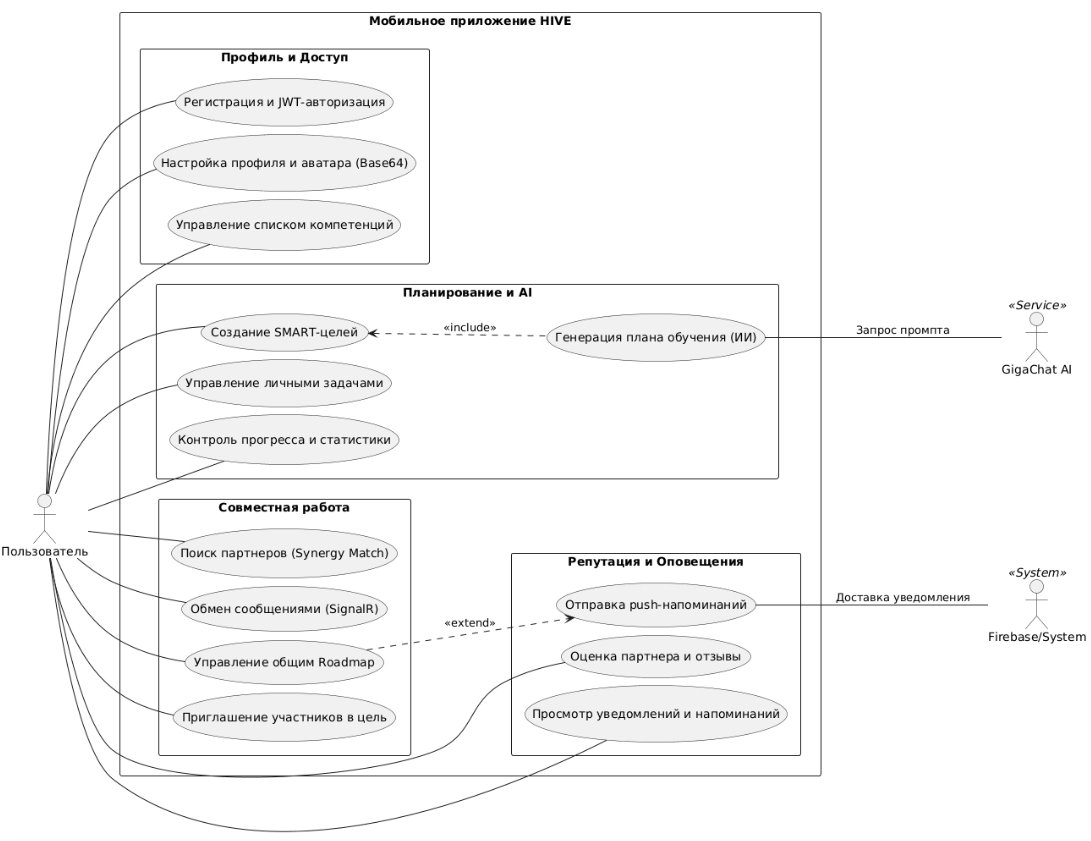 Мобильное приложение HIVE
Профиль и Доступ
Регистрация и JWT-авторизация
Настройка профиля и аватара (Base64)
Управление списком компетенций
Планирование и AI
Создание SMART-целей
«include»
Генерация плана обучения (ИИ)
Запрос промпта
«Service»
GigaChat AI
Управление личными задачами
Контроль прогресса и статистики
Пользователь
Совместная работа
Поиск партнеров (Synergy Match)
Обмен сообщениями (SignalR)
Управление общим Roadmap
Приглашение участников в цель
«extend»
Репутация и Оповещения
Отправка push-напоминаний
Оценка партнера и отзывы
Просмотр уведомлений и напоминаний
Доставка уведомления
«System»
Firebase/System